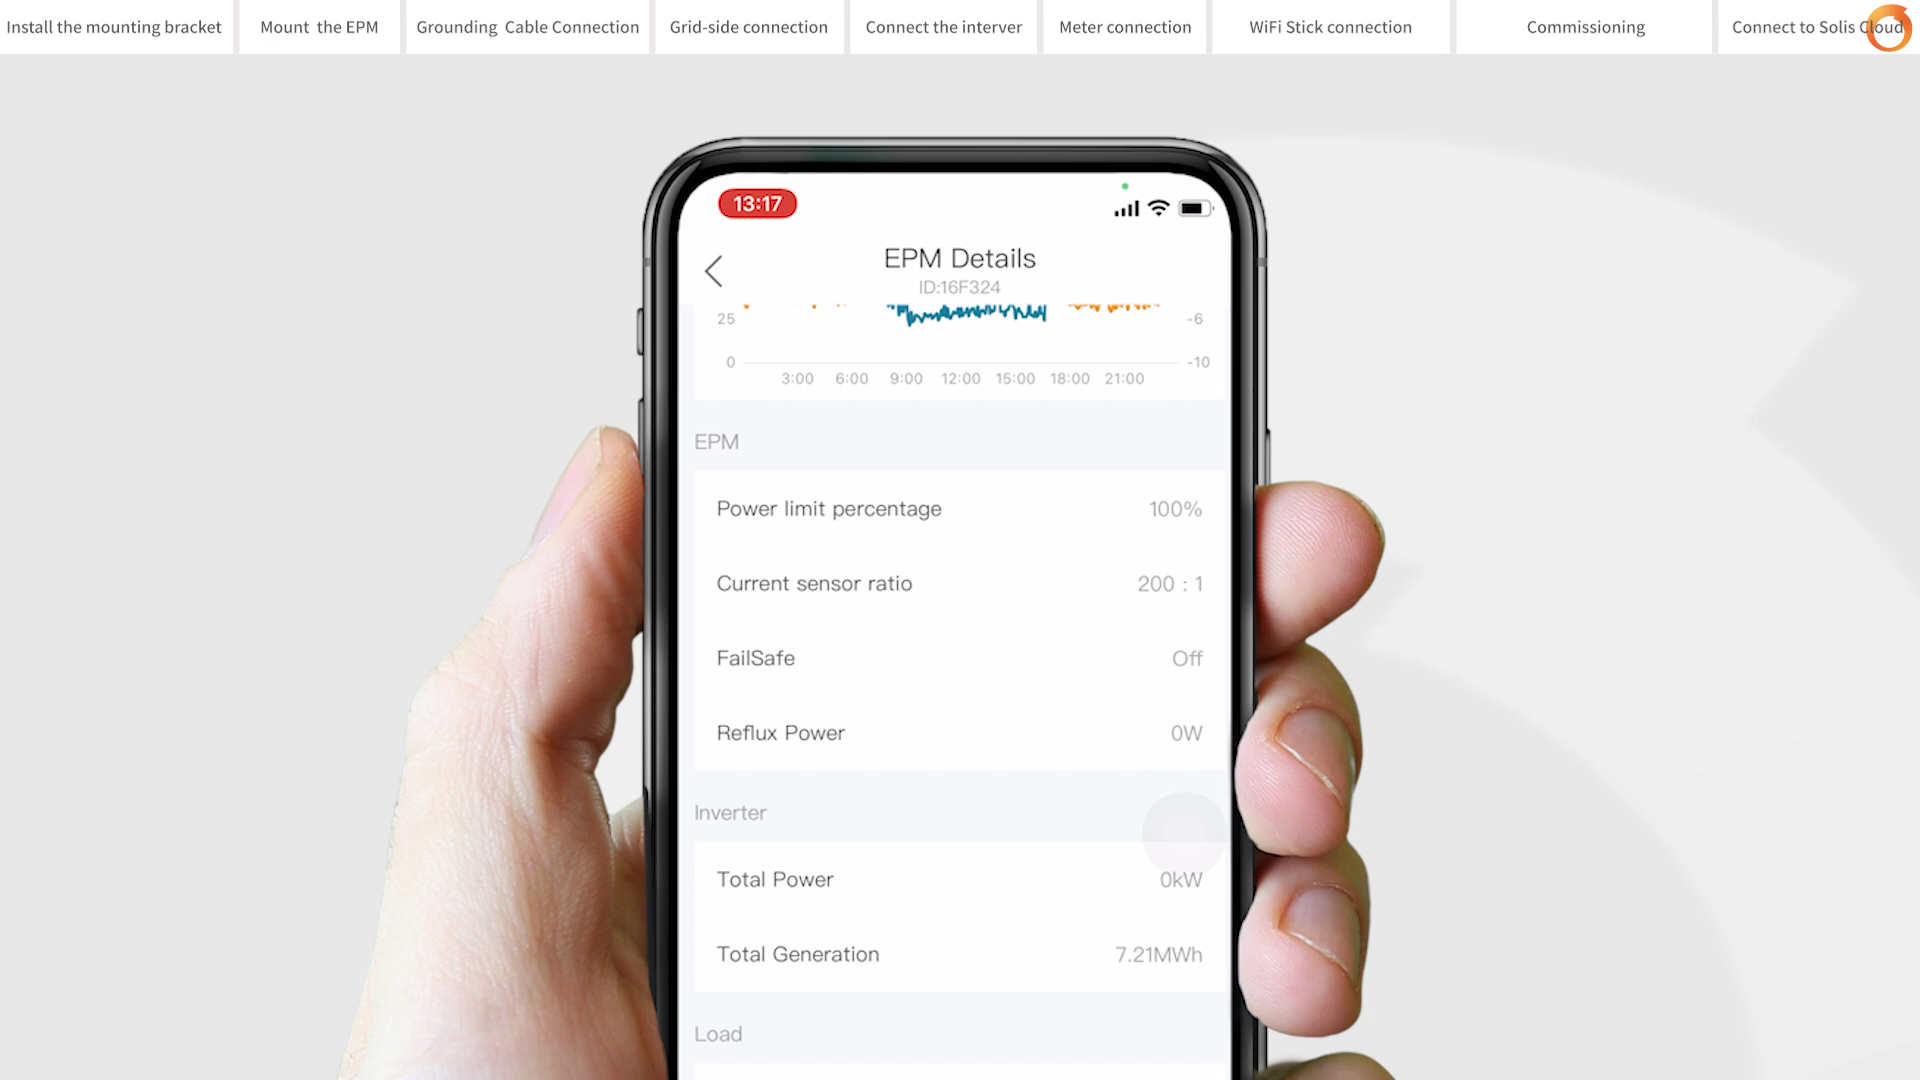 Install the mounting bracket
Mount the EPM
Grounding Cable Connection
Grid-side connection
Connect the interver
Meter connection
WiFi Stick connection
Commissioning
Connect to Solis Cloud
13:17
EPM Details
ID:16F324
25
-6
0
-10
3:00 6:00 9:00 12:00 15:00 18:00 21:00
EPM
Power limit percentage 100%
Current sensor ratio 200 : 1
FailSafe Off
Reflux Power 0W
Inverter
Total Power 0kW
Total Generation 7.21MWh
Load